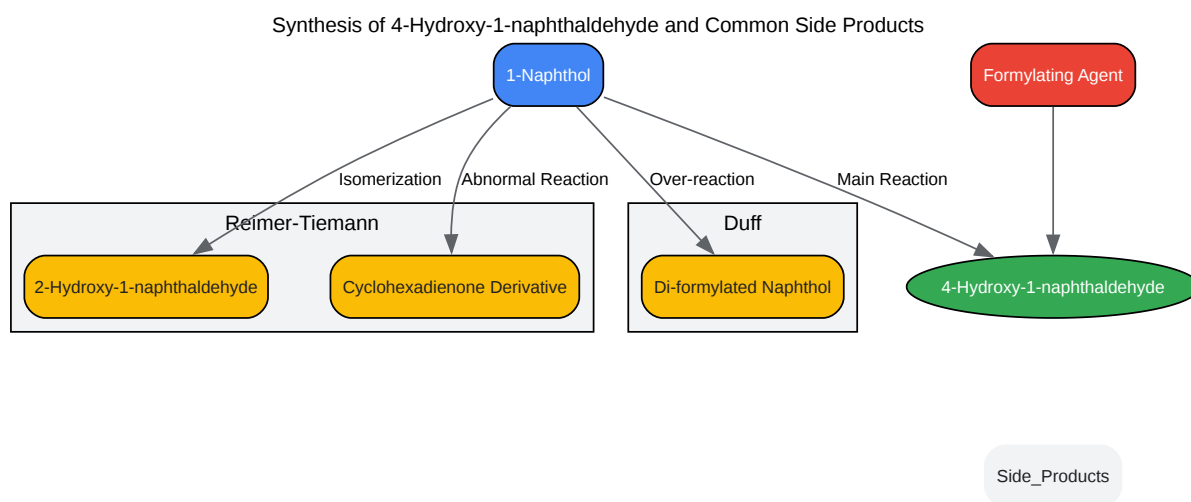 Synthesis of 4-Hydroxy-1-naphthaldehyde and Common Side Products
1-Naphthol
Formylating Agent
Isomerization
Abnormal Reaction
Over-reaction
Main Reaction
Reimer-Tiemann
Duff
2-Hydroxy-1-naphthaldehyde
Cyclohexadienone Derivative
Di-formylated Naphthol
4-Hydroxy-1-naphthaldehyde
Side_Products